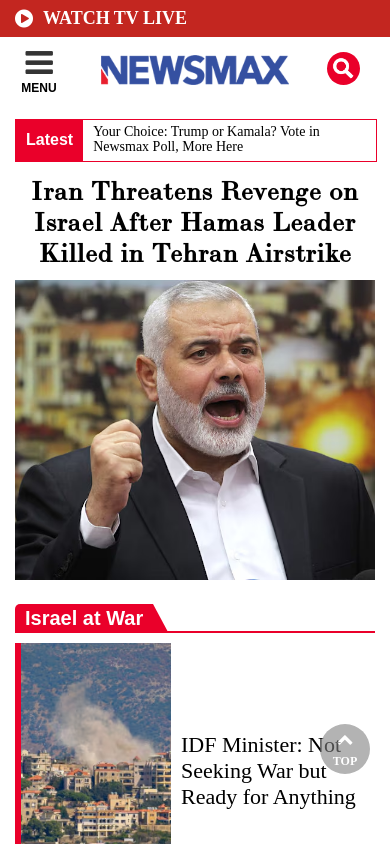 WATCH TV LIVE
MENU
NEWSMAX
Latest
Your Choice: Trump or Kamala? Vote in
Newsmax Poll, More Here
Iran Threatens Revenge on
Israel After Hamas Leader
Killed in Tehran Airstrike
Israel at War
IDF Minister: Not
Seeking War but
Ready for Anything
TOP